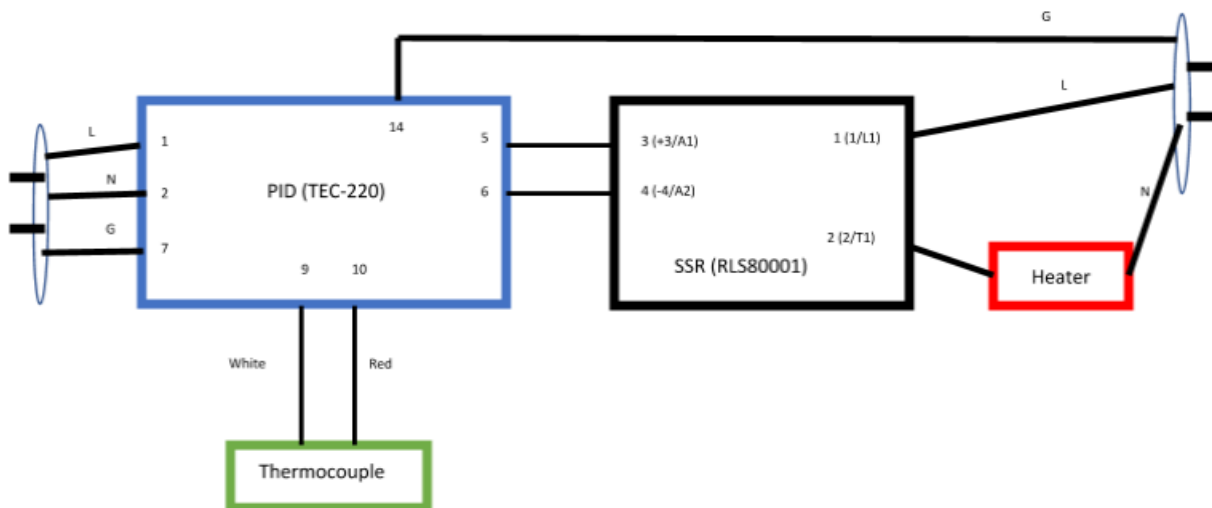 G
L
L
14
1
5
3 (+3/A1)
1 (1/L1)
N
PID (TEC-220)
2
6
4 (-4/A2)
N
G
7
2 (2/T1)
9
10
SSR (RLS80001)
Heater
White
Red
Thermocouple